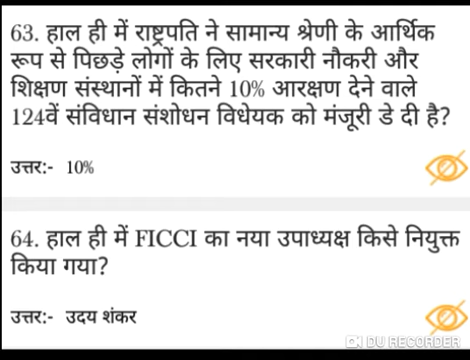 63. हाल ही में राष्ट्रपति ने सामान्य श्रेणी के आर्थिक
रूप से पिछड़े लोगों के लिए सरकारी नौकरी और
शिक्षण संस्थानों में कितने 10% आरक्षण देने वाले
124वें संविधान संशोधन विधेयक को मंजूरी डे दी है?
उत्तर:- 10%
64. हाल ही में FICCI का नया उपाध्यक्ष किसे नियुक्त
किया गया?
उत्तर:- उदय शंकर
DU RECORDER